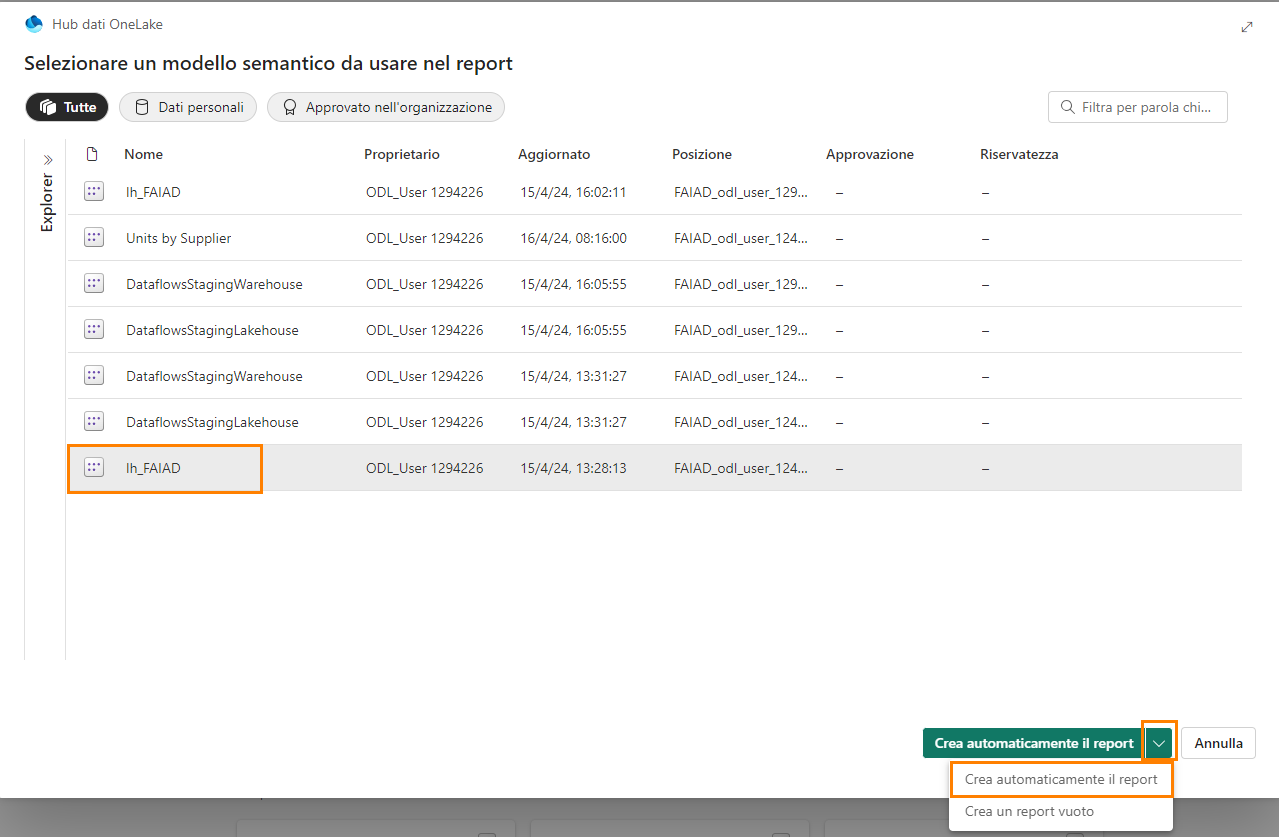 Hub dati OneLake
Selezionare un modello semantico da usare nel report
Tutte Dati personali Approvato nell'organizzazione Filtra per parola chi...
Explorer
Nome Proprietario Aggiornato Posizione Approvazione Riservatezza
lh_FAIAD ODL_User 1294226 15/4/24, 16:02:11 FAIAD_odl_user_129... – –
Units by Supplier ODL_User 1294226 16/4/24, 08:16:00 FAIAD_odl_user_124... – –
DataflowsStagingWarehouse ODL_User 1294226 15/4/24, 16:05:55 FAIAD_odl_user_129... – –
DataflowsStagingLakehouse ODL_User 1294226 15/4/24, 16:05:55 FAIAD_odl_user_129... – –
DataflowsStagingWarehouse ODL_User 1294226 15/4/24, 13:31:27 FAIAD_odl_user_124... – –
DataflowsStagingLakehouse ODL_User 1294226 15/4/24, 13:31:27 FAIAD_odl_user_124... – –
lh_FAIAD ODL_User 1294226 15/4/24, 13:28:13 FAIAD_odl_user_124... – –
Crea automaticamente il report Annulla
Crea automaticamente il report
Crea un report vuoto